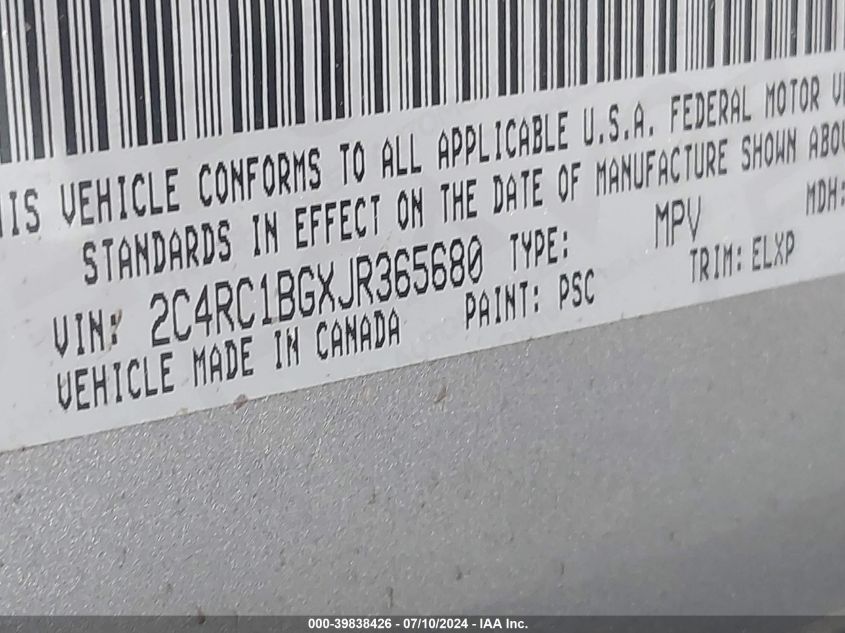 IS VEHICLE CONFORMS TO ALL APPLICABLE U.S.A. FEDERAL MOTOR
STANDARDS IN EFFECT ON THE DATE OF MANUFACTURE SHOWN ABOV
VIN: 2C4RC1BGXJR365680 TYPE: MPV MDH:
VEHICLE MADE IN CANADA PAINT: PSC TRIM: ELXP
000-39838426 - 07/10/2024 - IAA Inc.